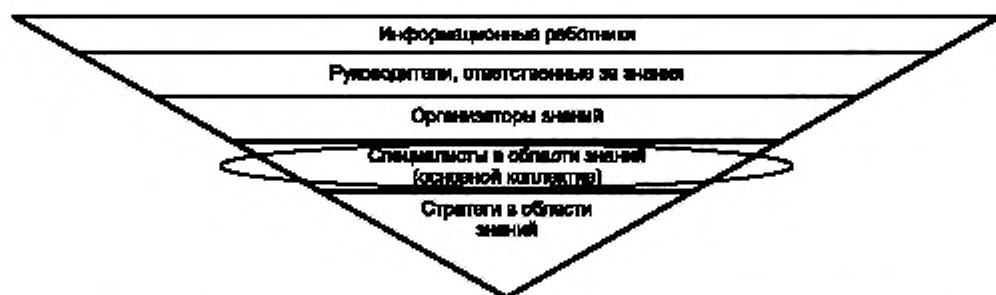 Информационные работники
Руководители, ответственные за знания
Организаторы знаний
Специалисты в области знаний
(основной коллектив)
Стратеги в области
знаний